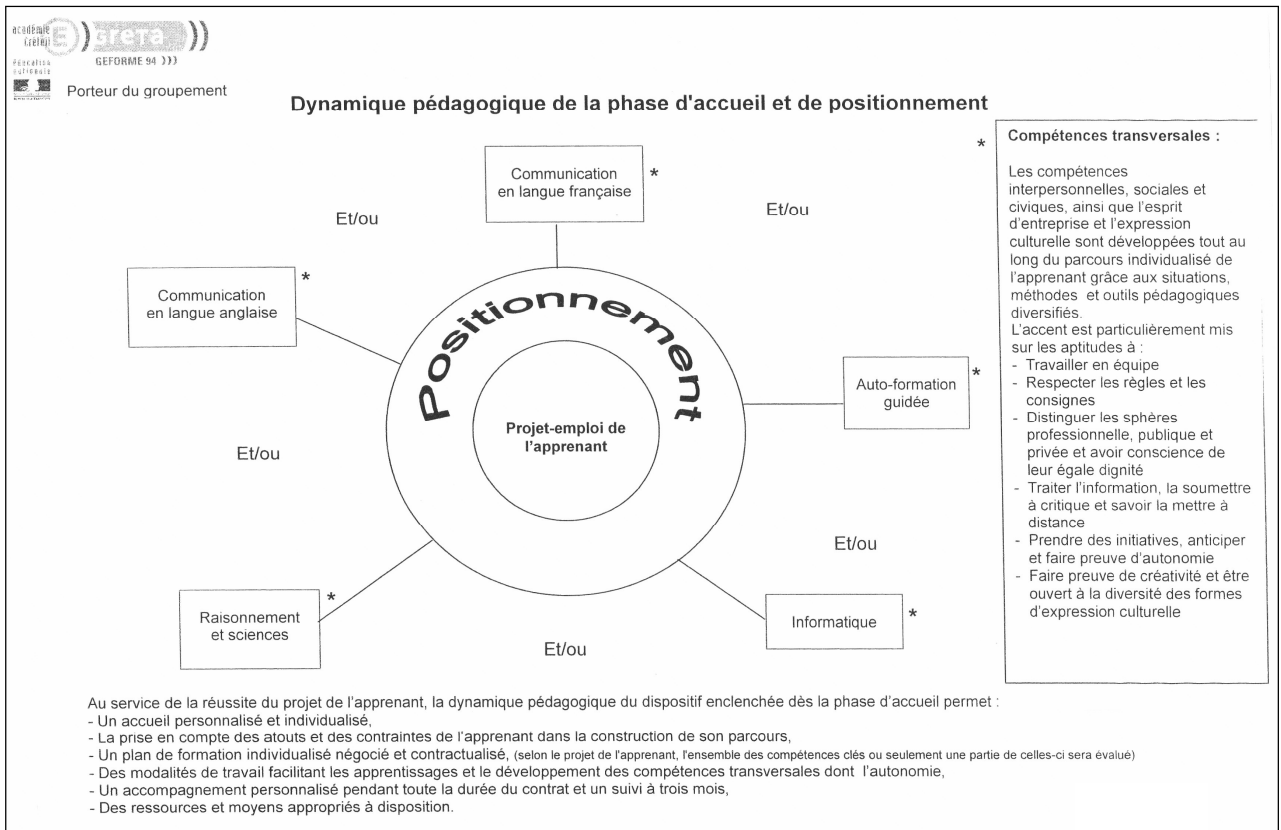 académie
Créteil
GRETA
GEFORME 94 )))
Porteur du groupement
Dynamique pédagogique de la phase d'accueil et de positionnement
Communication
en langue française
*
Et/ou
Et/ou
Communication
en langue anglaise
*
Positionnement
Projet-emploi de
l'apprenant
Auto-formation
guidée
*
Et/ou
Et/ou
Raisonnement
et sciences
*
Informatique
*
Et/ou
*
Compétences transversales :
Les compétences
interpersonnelles, sociales et
civiques, ainsi que l'esprit
d'entreprise et l'expression
culturelle sont développées tout au
long du parcours individualisé de
l'apprenant grâce aux situations,
méthodes et outils pédagogiques
diversifiés.
L'accent est particulièrement mis
sur les aptitudes à :
- Travailler en équipe
- Respecter les règles et les
consignes
- Distinguer les sphères
professionnelle, publique et
privée et avoir conscience de
leur égale dignité
- Traiter l'information, la soumettre
à critique et savoir la mettre à
distance
- Prendre des initiatives, anticiper
et faire preuve d'autonomie
- Faire preuve de créativité et être
ouvert à la diversité des formes
d'expression culturelle
Au service de la réussite du projet de l'apprenant, la dynamique pédagogique du dispositif enclenchée dès la phase d'accueil permet :
- Un accueil personnalisé et individualisé,
- La prise en compte des atouts et des contraintes de l'apprenant dans la construction de son parcours,
- Un plan de formation individualisé négocié et contractualisé, (selon le projet de l'apprenant, l'ensemble des compétences clés ou seulement une partie de celles-ci sera évalué)
- Des modalités de travail facilitant les apprentissages et le développement des compétences transversales dont l'autonomie,
- Un accompagnement personnalisé pendant toute la durée du contrat et un suivi à trois mois,
- Des ressources et moyens appropriés à disposition.